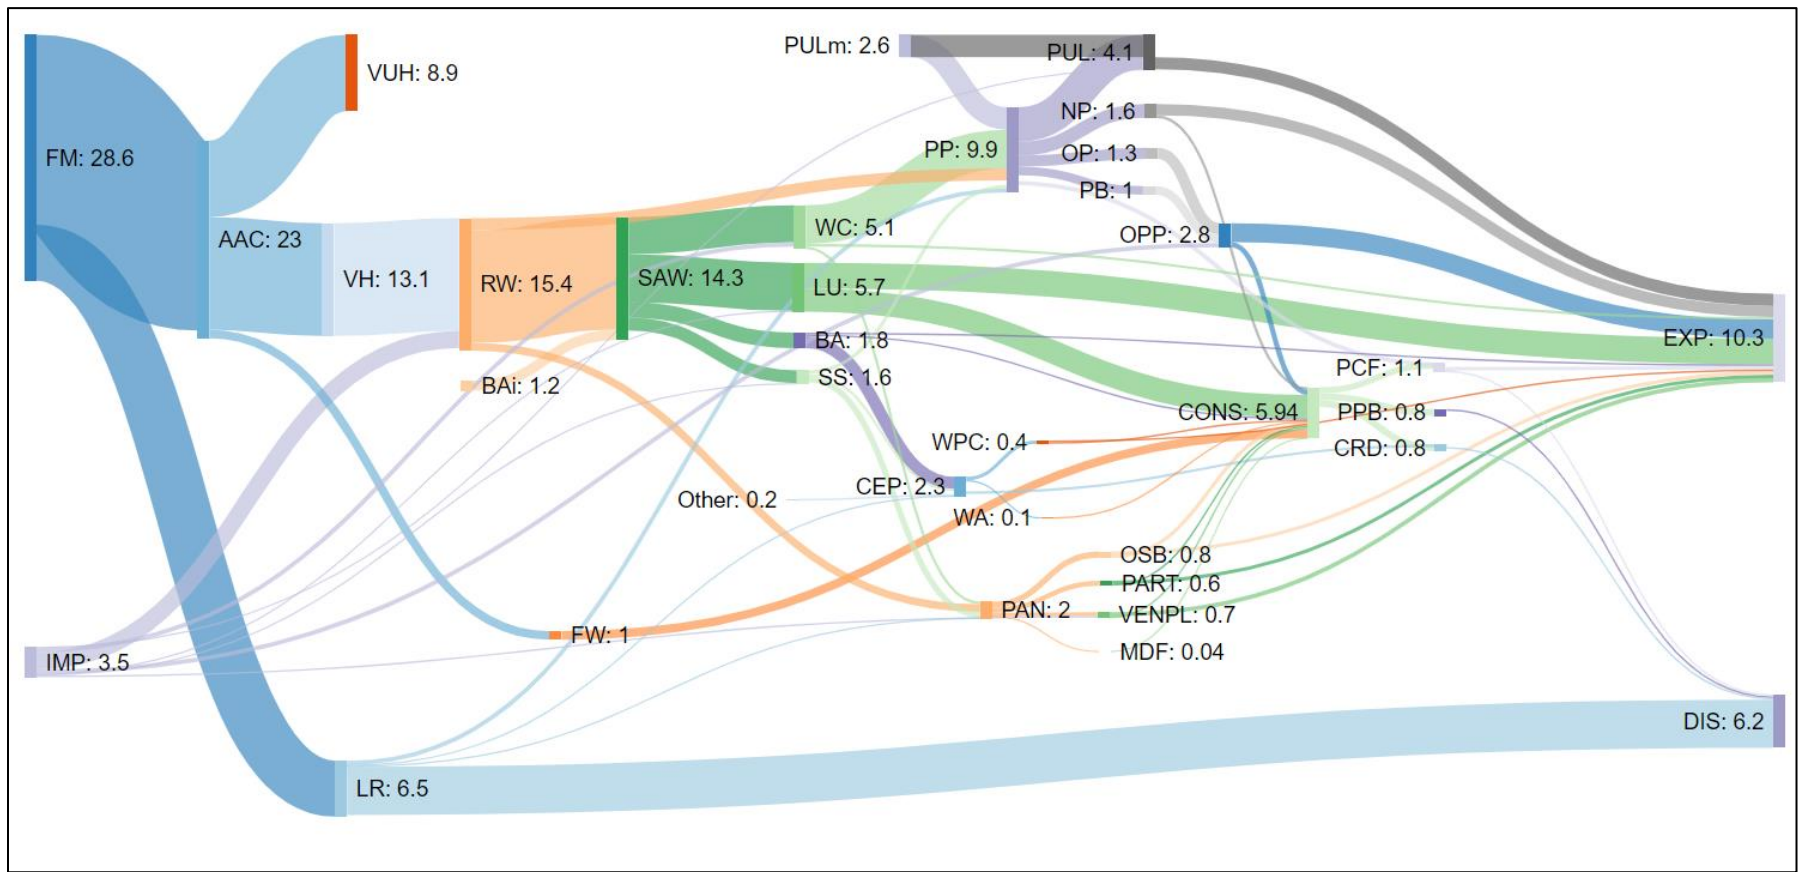 PULm: 2.6
PUL: 4.1
VUH: 8.9
NP: 1.6
FM: 28.6
PP: 9.9
OP: 1.3
PB: 1
AAC: 23
WC: 5.1
OPP: 2.8
VH: 13.1
RW: 15.4
SAW: 14.3
LU: 5.7
BA: 1.8
EXP: 10.3
BAi: 1.2
SS: 1.6
PCF: 1.1
CONS: 5.94
PPB: 0.8
WPC: 0.4
CRD: 0.8
CEP: 2.3
Other: 0.2
WA: 0.1
OSB: 0.8
PART: 0.6
PAN: 2
VENPL: 0.7
FW: 1
MDF: 0.04
IMP: 3.5
DIS: 6.2
LR: 6.5